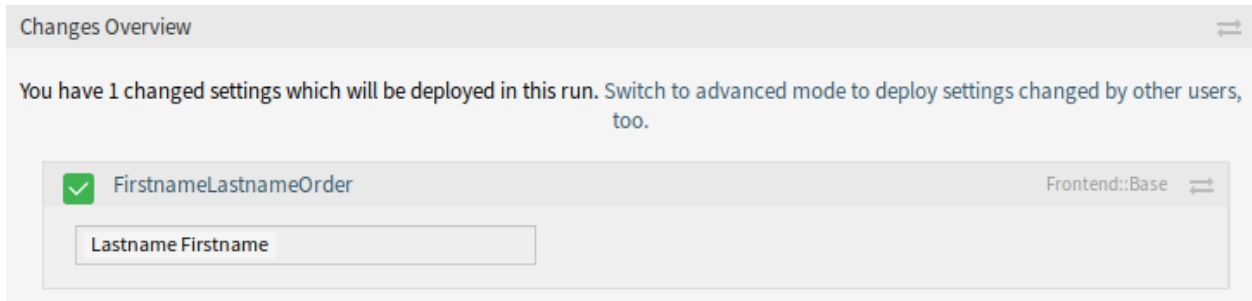 Changes Overview
You have 1 changed settings which will be deployed in this run. Switch to advanced mode to deploy settings changed by other users,
too.
FirstnameLastnameOrder Frontend::Base
Lastname Firstname